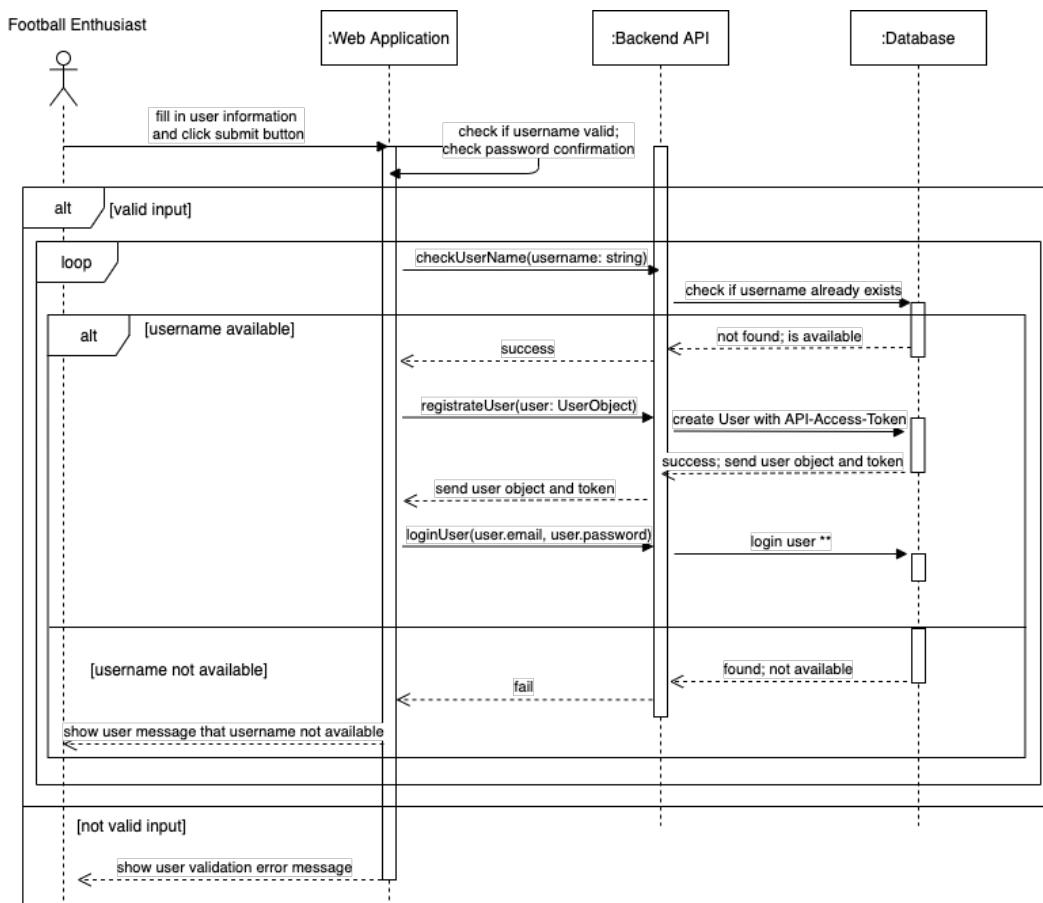 Football Enthusiast
:Web Application
:Backend API
:Database
fill in user information
and click submit button
check if username valid;
check password confirmation
alt
[valid input]
loop
checkUserName(username: string)
check if username already exists
alt
[username available]
not found; is available
success
registrateUser(user: UserObject)
create User with API-Access-Token
success; send user object and token
send user object and token
loginUser(user.email, user.password)
login user **
[username not available]
found; not available
fail
show user message that username not available
[not valid input]
show user validation error message